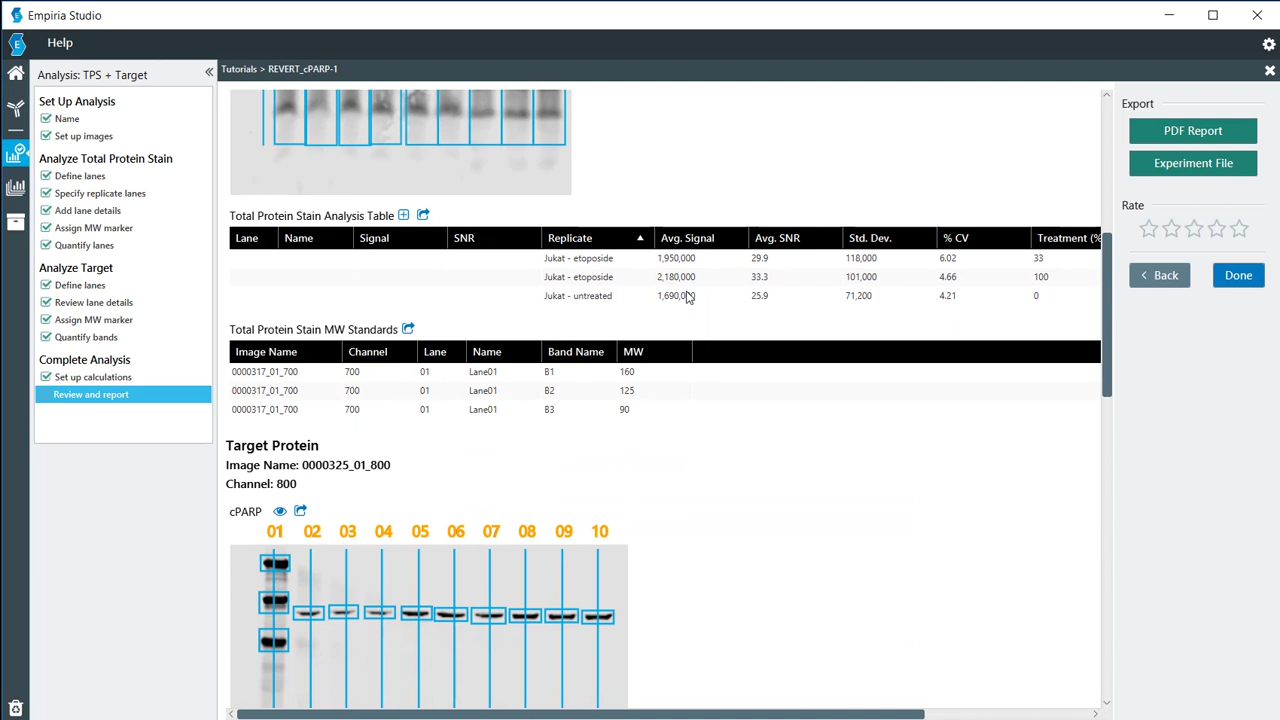 Empiria Studio
Help
Analysis: TPS + Target
Set Up Analysis
Name
Set up images
Analyze Total Protein Stain
Define lanes
Specify replicate lanes
Add lane details
Assign MW marker
Quantify lanes
Analyze Target
Define lanes
Review lane details
Assign MW marker
Quantify bands
Complete Analysis
Set up calculations
Review and report
Tutorials > REVERT_cPARP-1
Total Protein Stain Analysis Table
Lane Name Signal SNR Replicate Avg. Signal Avg. SNR Std. Dev. % CV Treatment (%
Jukat - etoposide 1,950,000 29.9 118,000 6.02 33
Jukat - etoposide 2,180,000 33.3 101,000 4.66 100
Jukat - untreated 1,690,000 25.9 71,200 4.21 0
Total Protein Stain MW Standards
Image Name Channel Lane Name Band Name MW
0000317_01_700 700 01 Lane01 B1 160
0000317_01_700 700 01 Lane01 B2 125
0000317_01_700 700 01 Lane01 B3 90
Target Protein
Image Name: 0000325_01_800
Channel: 800
cPARP
01 02 03 04 05 06 07 08 09 10
Export
PDF Report
Experiment File
Rate
< Back
Done